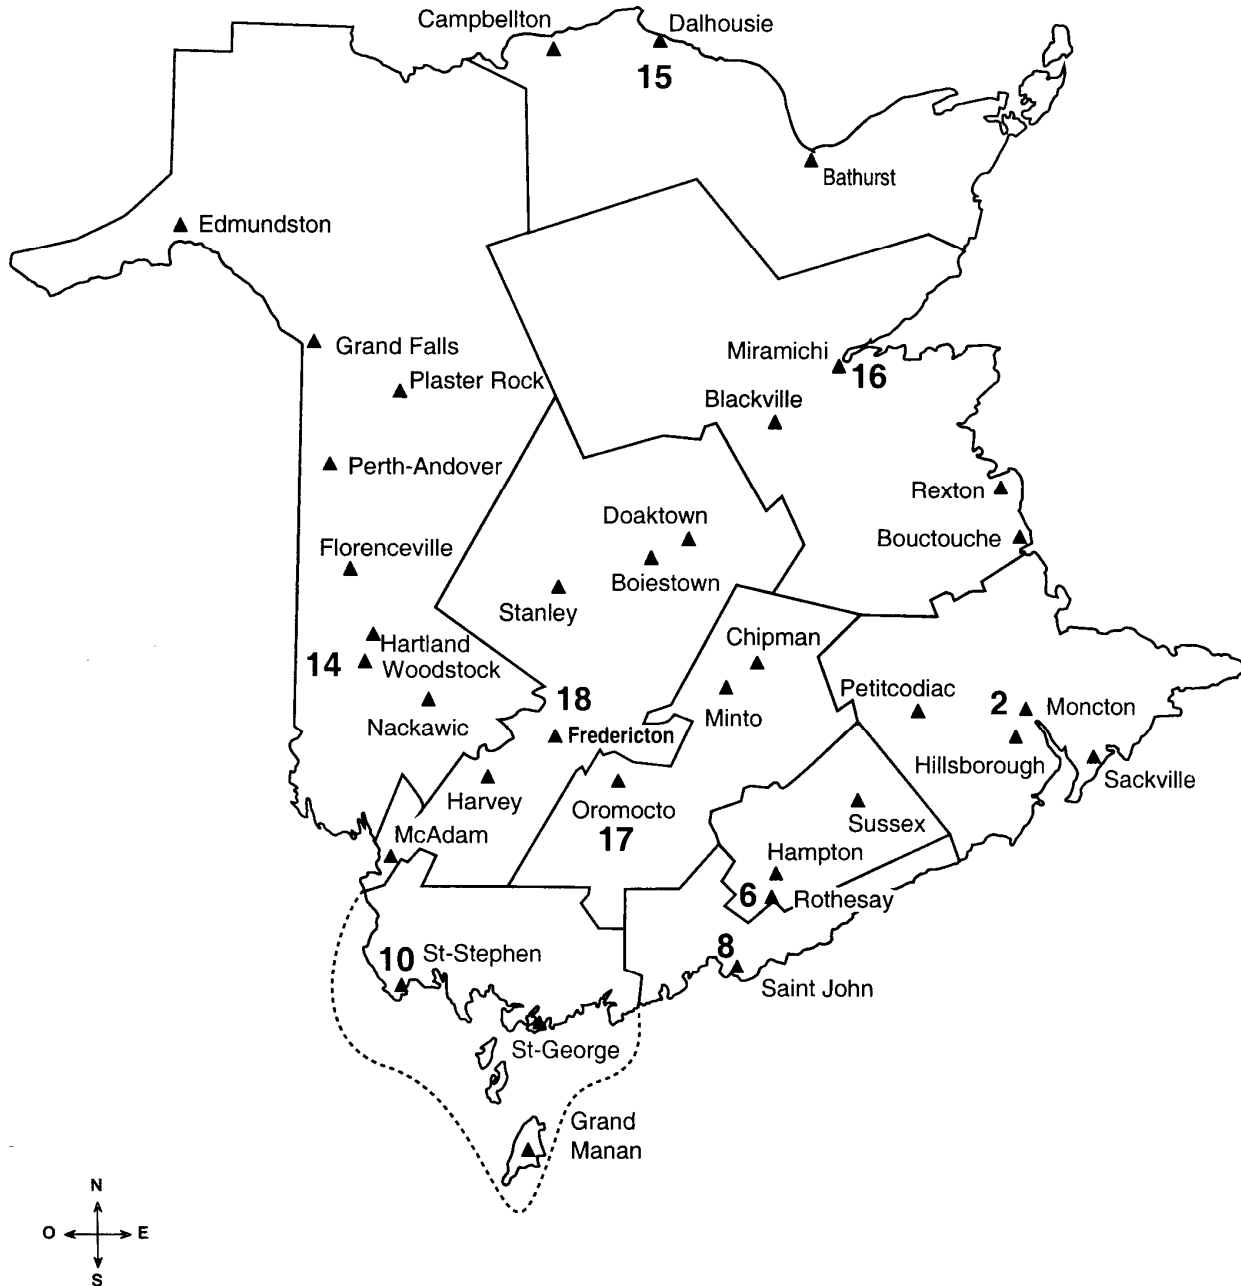 Campbellton
Dalhousie
15
Bathurst
Edmundston
Grand Falls
Plaster Rock
Miramichi
16
Blackville
Perth-Andover
Rexton
Doaktown
Bouctouche
Florenceville
Boiestown
Stanley
Chipman
Hartland
14
Woodstock
Petitcodiac
Nackawic
18
Minto
2
Moncton
Fredericton
Hillsborough
Sackville
Harvey
Oromocto
Sussex
McAdam
17
Hampton
6
Rothesay
10
St-Stephen
8
Saint John
St-George
Grand
Manan
N
O
E
S